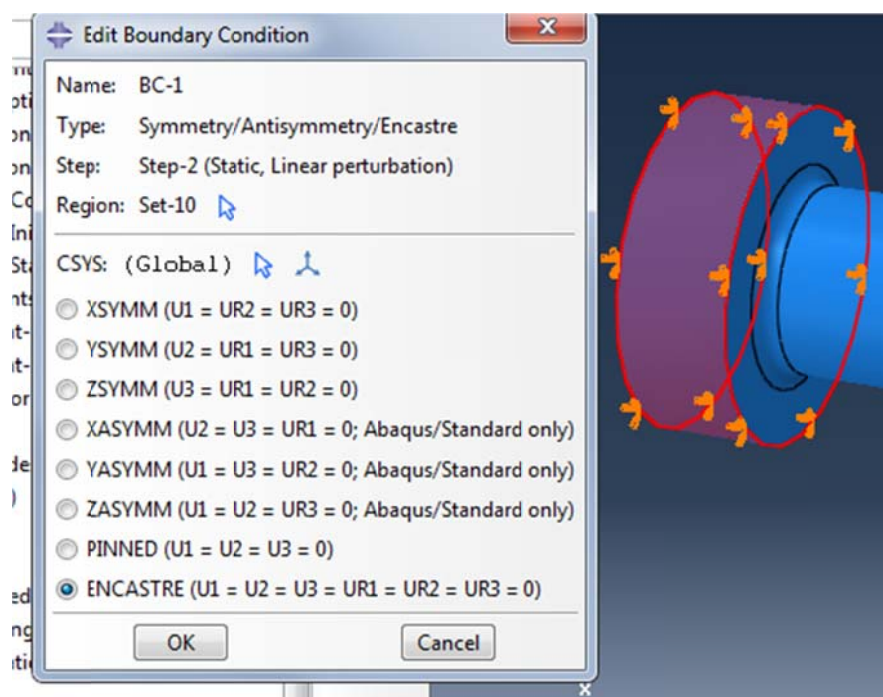 Edit Boundary Condition
Name: BC-1
Type: Symmetry/Antisymmetry/Encastre
Step: Step-2 (Static, Linear perturbation)
Region: Set-10
CSYS: (Global)
XSYMM (U1 = UR2 = UR3 = 0)
YSYMM (U2 = UR1 = UR3 = 0)
ZSYMM (U3 = UR1 = UR2 = 0)
XASYMM (U2 = U3 = UR1 = 0; Abaqus/Standard only)
YASYMM (U1 = U3 = UR2 = 0; Abaqus/Standard only)
ZASYMM (U1 = U2 = UR3 = 0; Abaqus/Standard only)
PINNED (U1 = U2 = U3 = 0)
ENCASTRE (U1 = U2 = U3 = UR1 = UR2 = UR3 = 0)
OK Cancel